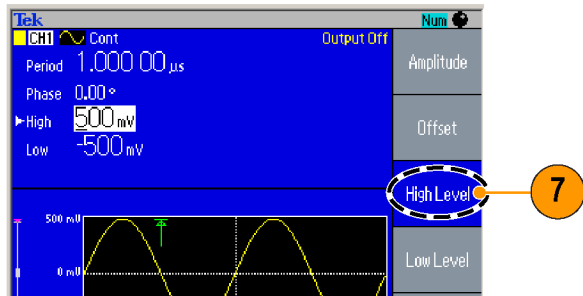 Tek Num
CH1 Cont Output Off
Period 1.000 00 µs
Phase 0.00 °
High 500 mV
Low -500 mV
Amplitude
Offset
High Level
7
Low Level
500 mV
0 mV